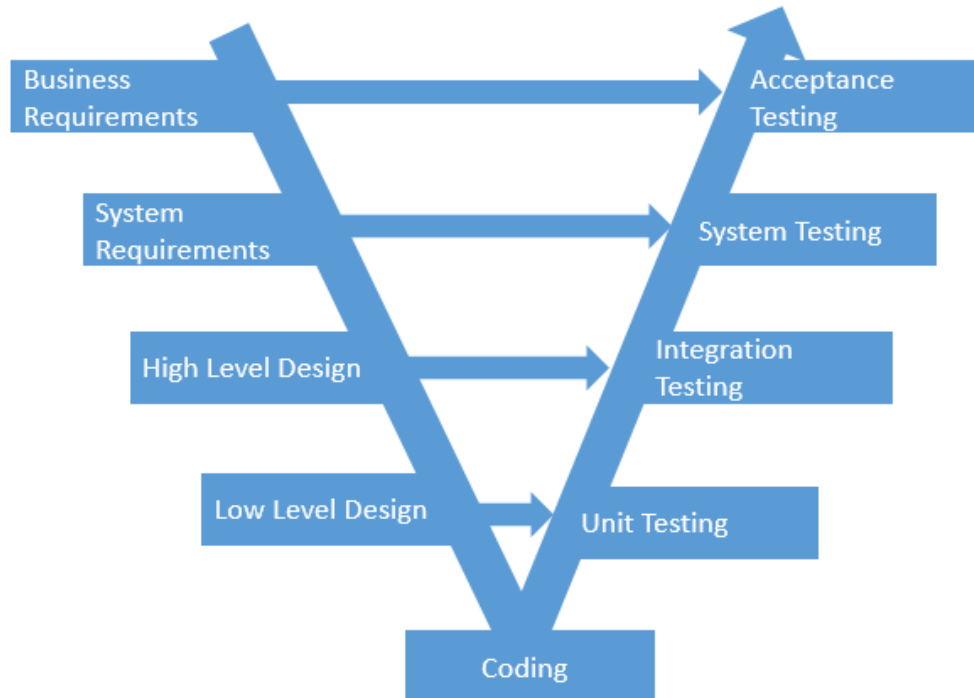 Business
Requirements
Acceptance
Testing
System
Requirements
System Testing
High Level Design
Integration
Testing
Low Level Design
Unit Testing
Coding